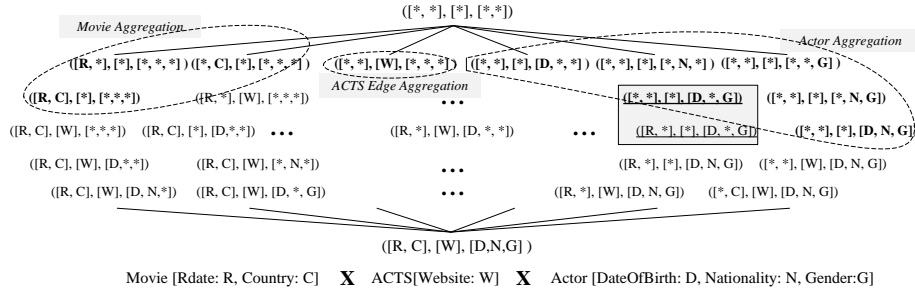 ([*, *], [*], [*,*])
Movie Aggregation
Actor Aggregation
([R, *], [*], [*, *, *] ) ([*, C], [*], [*, *, *] ) ([*, *], [W], [*, *, *] ) ([*, *], [*], [D, *, *] ) ([*, *], [*], [*, N, *] ) ([*, *], [*], [*, *, G] )
ACTS Edge Aggregation
([R, C], [*], [*,*,*]) ([R, *], [W], [*,*,*]) ... ([*, *], [*], [D, *, G]) ([*, *], [*], [*, N, G])
([R, C], [W], [*,*,*]) ([R, C], [*], [D,*,*]) ... ([R, *], [W], [D, *, *]) ... ([R, *], [*], [D, *, G]) ([*, *], [*], [D, N, G])
([R, C], [W], [D,*,*]) ([R, C], [W], [*, N,*]) ... ([R, *], [*], [D, N, G]) ([*, *], [W], [D, N, G])
([R, C], [W], [D, N,*]) ([R, C], [W], [D, *, G]) ... ([R, *], [W], [D, N, G]) ([*, C], [W], [D, N, G])
([R, C], [W], [D,N,G] )
Movie [Rdate: R, Country: C] X ACTS[Website: W] X Actor [DateOfBirth: D, Nationality: N, Gender:G]